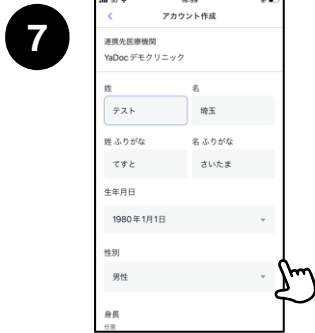 7
アカウント作成
連携先医療機関
YaDoc デモクリニック
姓 名
テスト 埼玉
姓 ふりがな 名 ふりがな
てすと さいたま
生年月日
1980年1月1日
性別
男性
身長
任意